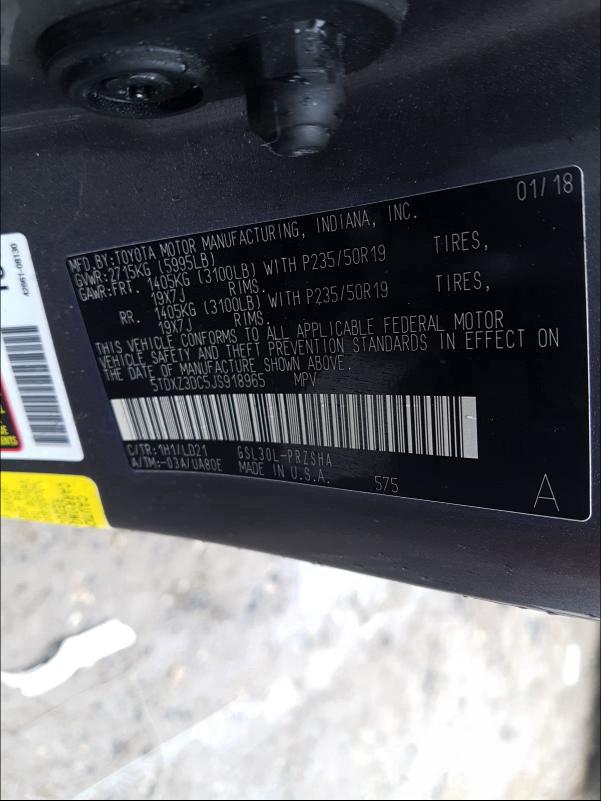 01/18
MFD.BY:TOYOTA MOTOR MANUFACTURING, INDIANA, INC.
GVWR:2715KG (5995LB)
GAWR:FRT. 1405KG (3100LB) WITH P235/50R19 TIRES,
19X7J RIMS.
RR. 1405KG (3100LB) WITH P235/50R19 TIRES,
19X7J RIMS.
THIS VEHICLE CONFORMS TO ALL APPLICABLE FEDERAL MOTOR
VEHICLE SAFETY AND THEFT PREVENTION STANDARDS IN EFFECT ON
THE DATE OF MANUFACTURE SHOWN ABOVE.
5TDXZ3DC5JS918965 MPV
C/TR:1H1/LD21 GSL30L-PRZSHA
A/TM:-03A/UA80E MADE IN U.S.A. 575
A
42661-08130